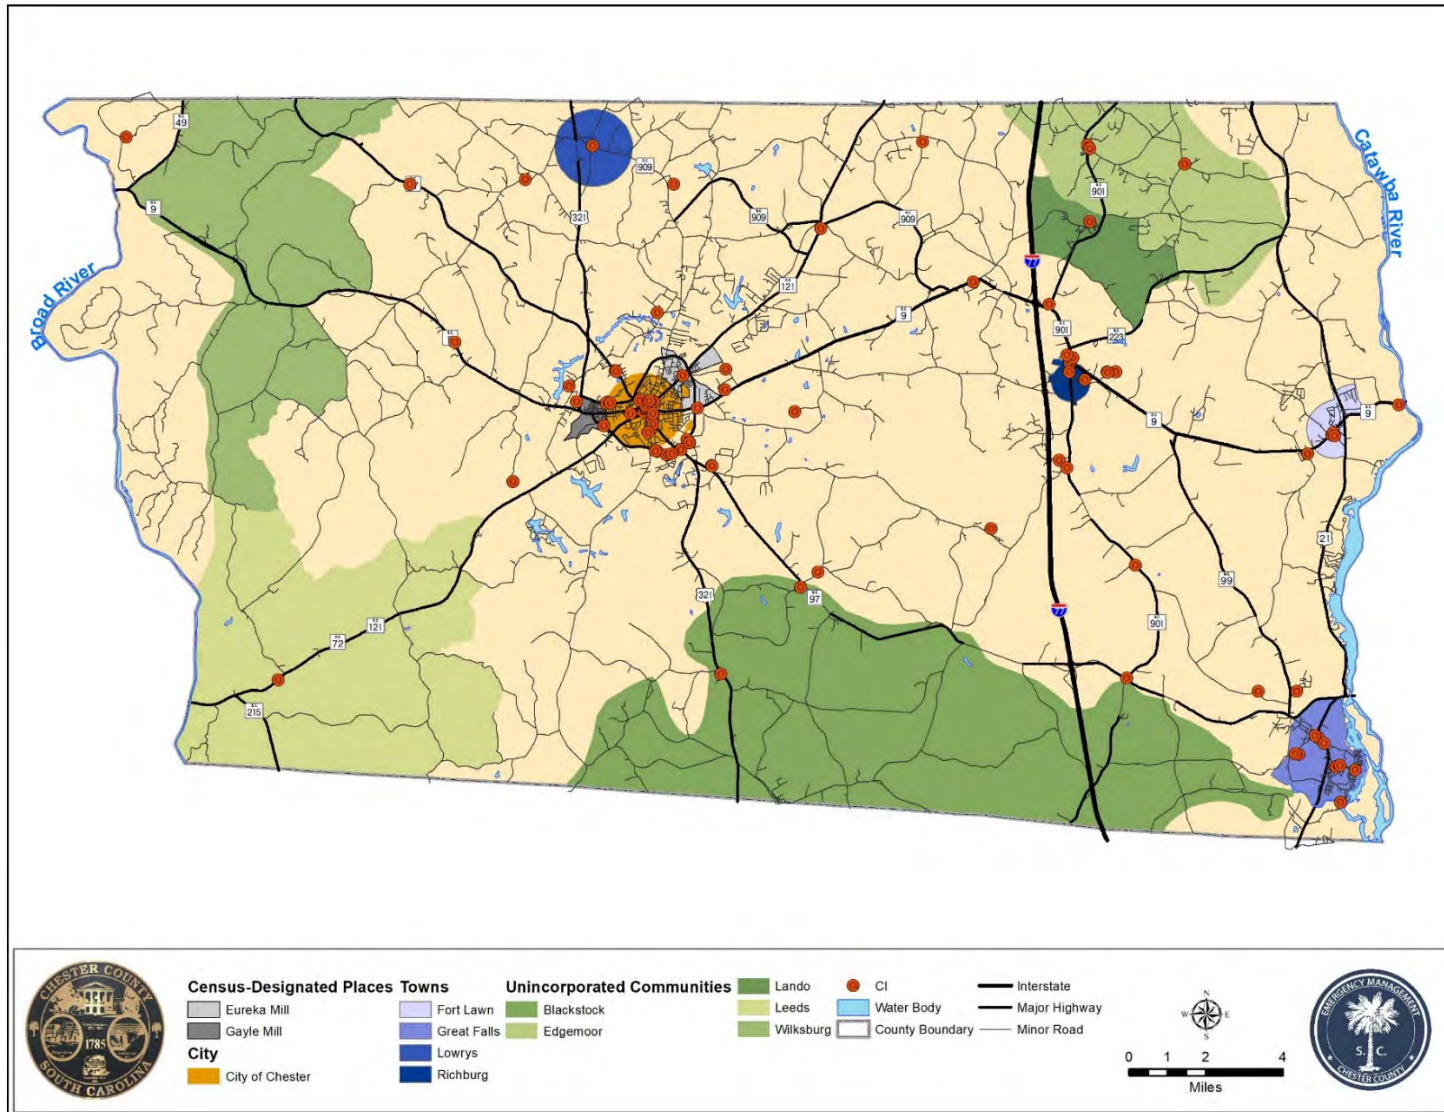 49
9
Broad River
321
909
909
909
121
9
901
77
901
223
Catawba River
9
9
21
99
901
77
97
321
121
72
215
CHESTER COUNTY
1785
SOUTH CAROLINA
Census-Designated Places
Eureka Mill
Gayle Mill
City
City of Chester
Towns
Fort Lawn
Great Falls
Lowrys
Richburg
Unincorporated Communities
Blackstock
Edgemoor
Lando
Leeds
Wilksburg
CI
Water Body
County Boundary
Interstate
Major Highway
Minor Road
N
W E
S
0 1 2 4
Miles
EMERGENCY MANAGEMENT
S. C.
CHESTER COUNTY